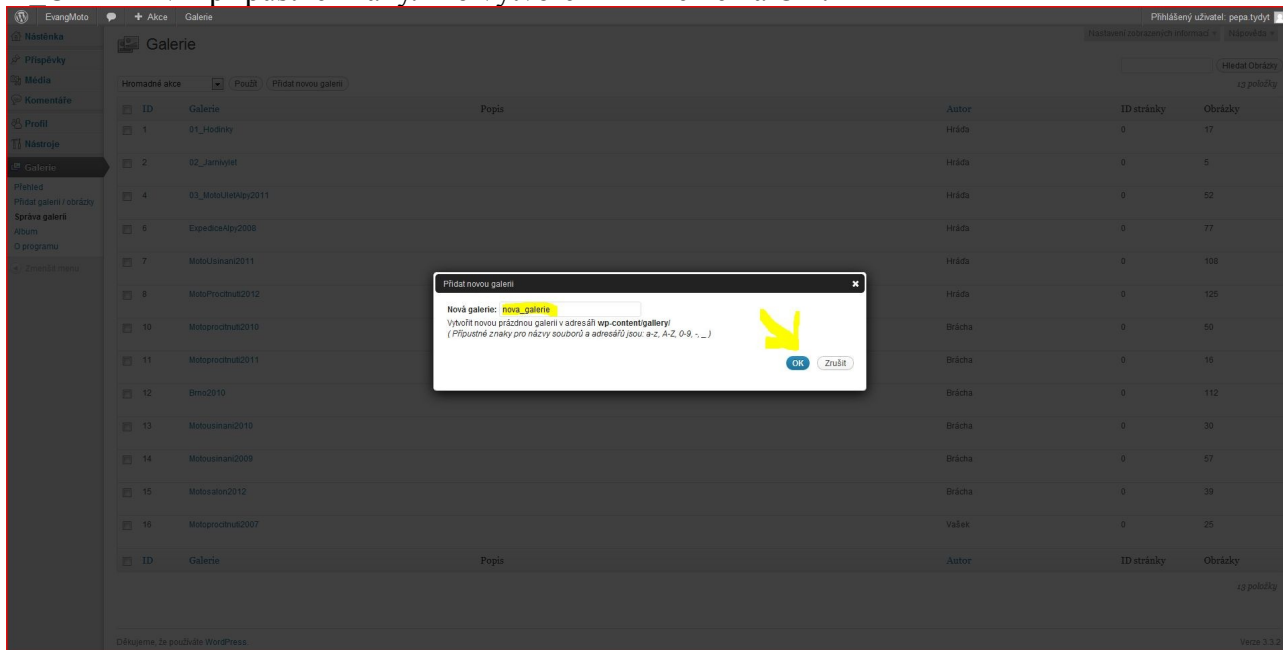 EvangMoto + Akce Galerie Přihlášený uživatel: pepa.tydyt
Nástěnka
Příspěvky
Média
Komentáře
Profil
Nástroje
Galerie
Přehled
Přidat galerii / obrázky
Správa galerií
Album
O programu
Zmenšit menu
Galerie
Nastavení zobrazených informací Nápověda
Hledat Obrázky
Hromadné akce Použít Přidat novou galerii 13 položky
ID Galerie Popis Autor ID stránky Obrázky
1 01_Hodinky Hráďa 0 17
2 02_Jarnivylet Hráďa 0 5
4 03_MotoUletAlpy2011 Hráďa 0 52
6 ExpediceAlpy2008 Hráďa 0 77
7 MotoUsinani2011 Hráďa 0 108
MotoProcitnuti2012 Hráďa 0 125
10 Motoprocitnuti2010 Brácha 0 50
11 Motoprocitnuti2011 Brácha 0 16
12 Brno2010 Brácha 0 112
13 Motousinani2010 Brácha 0 30
14 Motousinani2009 Brácha 0 57
15 Motosalon2012 Brácha 0 39
16 Motoprocitnuti2007 Vašek 0 25
ID Galerie Popis Autor ID stránky Obrázky
13 položky
Přidat novou galerii
Nová galerie: nova_galerie
Vytvořit novou prázdnou galerii v adresáři wp-content/gallery/
( Přípustné znaky pro názvy souborů a adresářů jsou: a-z, A-Z, 0-9, -, _ )
OK Zrušit
Děkujeme, že používáte WordPress. Verze 3.3.2